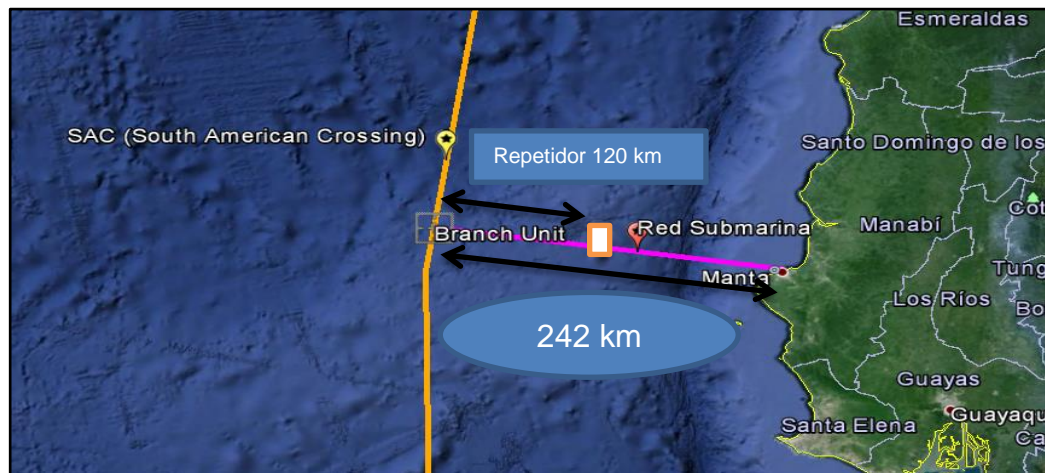 Esmeraldas
SAC (South American Crossing)
Repetidor 120 km
Santo Domingo de los
Manabí
Branch Unit
Red Submarina
Manta
Tung
Los Ríos
242 km
Guayas
Santa Elena
Guayaqu